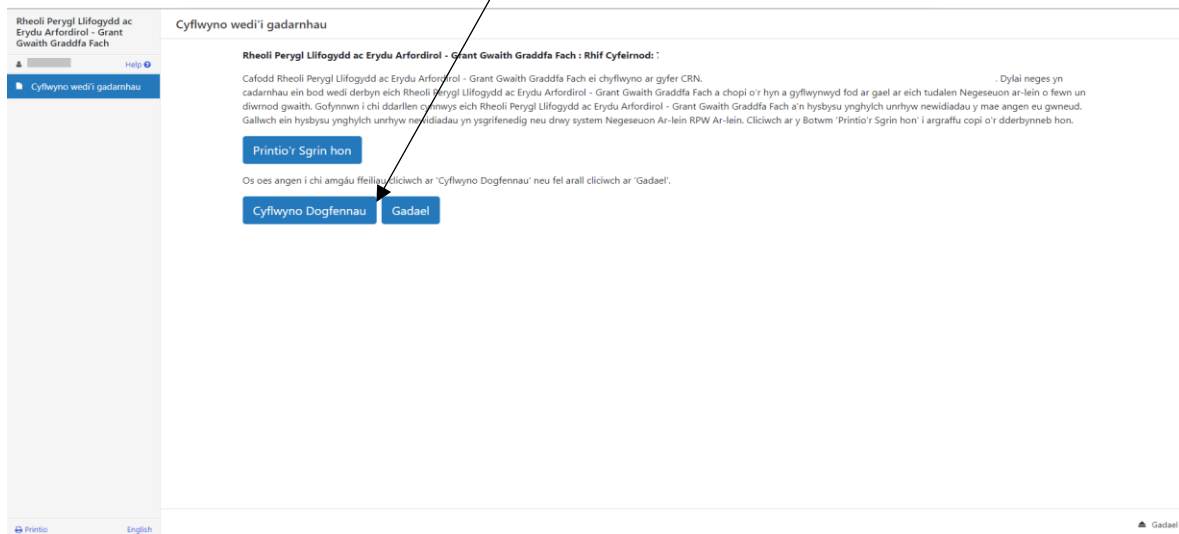 Rheoli Perygl Llifogydd ac
Erydu Arfordirol - Grant
Gwaith Graddfa Fach
Help
Cyflwyno wedi'i gadarnhau
Cyflwyno wedi'i gadarnhau
Rheoli Perygl Llifogydd ac Erydu Arfordirol - Grant Gwaith Graddfa Fach : Rhif Cyfeirnod:
Cafodd Rheoli Perygl Llifogydd ac Erydu Arfordirol - Grant Gwaith Graddfa Fach ei chyflwyno ar gyfer CRN. . Dylai neges yn
cadarnhau ein bod wedi derbyn eich Rheoli Perygl Llifogydd ac Erydu Arfordirol - Grant Gwaith Graddfa Fach a chopi o'r hyn a gyflwynwyd fod ar gael ar eich tudalen Negeseuon ar-lein o fewn un
diwrnod gwaith. Gofynnwn i chi ddarllen cynnwys eich Rheoli Perygl Llifogydd ac Erydu Arfordirol - Grant Gwaith Graddfa Fach a'n hysbysu ynghylch unrhyw newidiadau y mae angen eu gwneud.
Gallwch ein hysbysu ynghylch unrhyw newidiadau yn ysgrifenedig neu drwy system Negeseuon Ar-lein RPW Ar-lein. Cliciwch ar y Botwm 'Printio'r Sgrin hon' i argraffu copi o'r dderbynneb hon.
Printio'r Sgrin hon
Os oes angen i chi amgáu ffeiliau cliciwch ar 'Cyflwyno Dogfennau' neu fel arall cliciwch ar 'Gadael'.
Cyflwyno Dogfennau
Gadael
Printio
English
Gadael